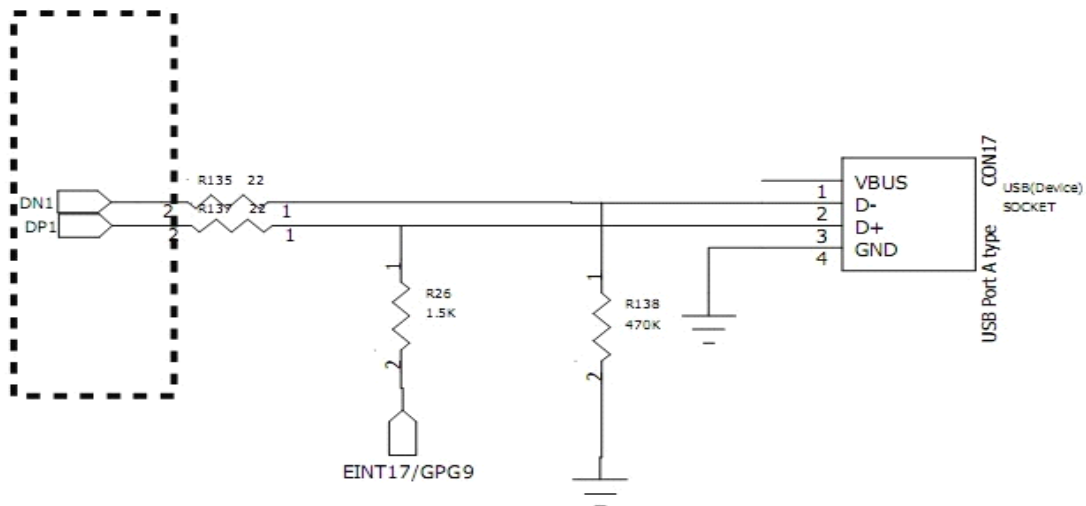 DN1
DP1
R135 22
R137 22
2
1
2
1
1
R26
1.5K
2
EINT17/GPG9
1
R138
470K
2
1
2
3
4
VBUS
D-
D+
GND
CON17
USB Port A type
USB(Device)
SOCKET